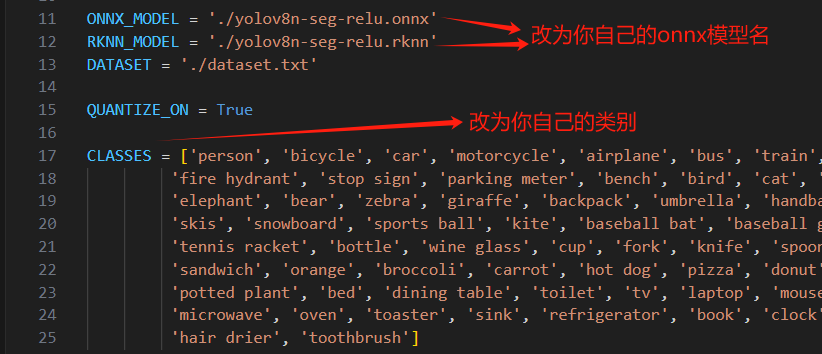 11 ONNX_MODEL = './yolov8n-seg-relu.onnx'
12 RKNN_MODEL = './yolov8n-seg-relu.rknn'
改为你自己的onnx模型名
13 DATASET = './dataset.txt'
14
15 QUANTIZE_ON = True
改为你自己的类别
16
17 CLASSES = ['person', 'bicycle', 'car', 'motorcycle', 'airplane', 'bus', 'train',
18 'fire hydrant', 'stop sign', 'parking meter', 'bench', 'bird', 'cat', '
19 'elephant', 'bear', 'zebra', 'giraffe', 'backpack', 'umbrella', 'handba
20 'skis', 'snowboard', 'sports ball', 'kite', 'baseball bat', 'baseball g
21 'tennis racket', 'bottle', 'wine glass', 'cup', 'fork', 'knife', 'spoon
22 'sandwich', 'orange', 'broccoli', 'carrot', 'hot dog', 'pizza', 'donut'
23 'potted plant', 'bed', 'dining table', 'toilet', 'tv', 'laptop', 'mouse
24 'microwave', 'oven', 'toaster', 'sink', 'refrigerator', 'book', 'clock'
25 'hair drier', 'toothbrush']